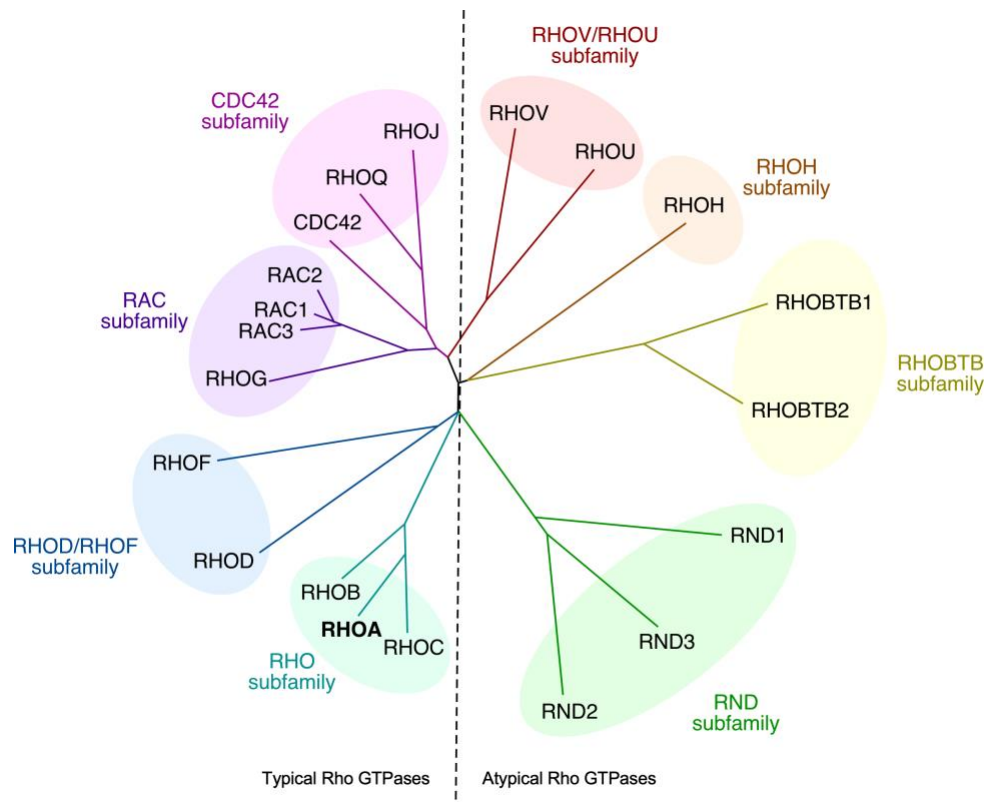 RHOV/RHOU
subfamily
CDC42
subfamily
RHOV
RHOJ
RHOU
RHOQ
RHOH
subfamily
RHOH
CDC42
RAC2
RAC
subfamily
RAC1
RAC3
RHOBTB1
RHOG
RHOBTB
subfamily
RHOBTB2
RHOF
RHOD/RHOF
subfamily
RHOD
RND1
RHOB
RHOA
RHOC
RND3
RHO
subfamily
RND2
RND
subfamily
Typical Rho GTPases
Atypical Rho GTPases